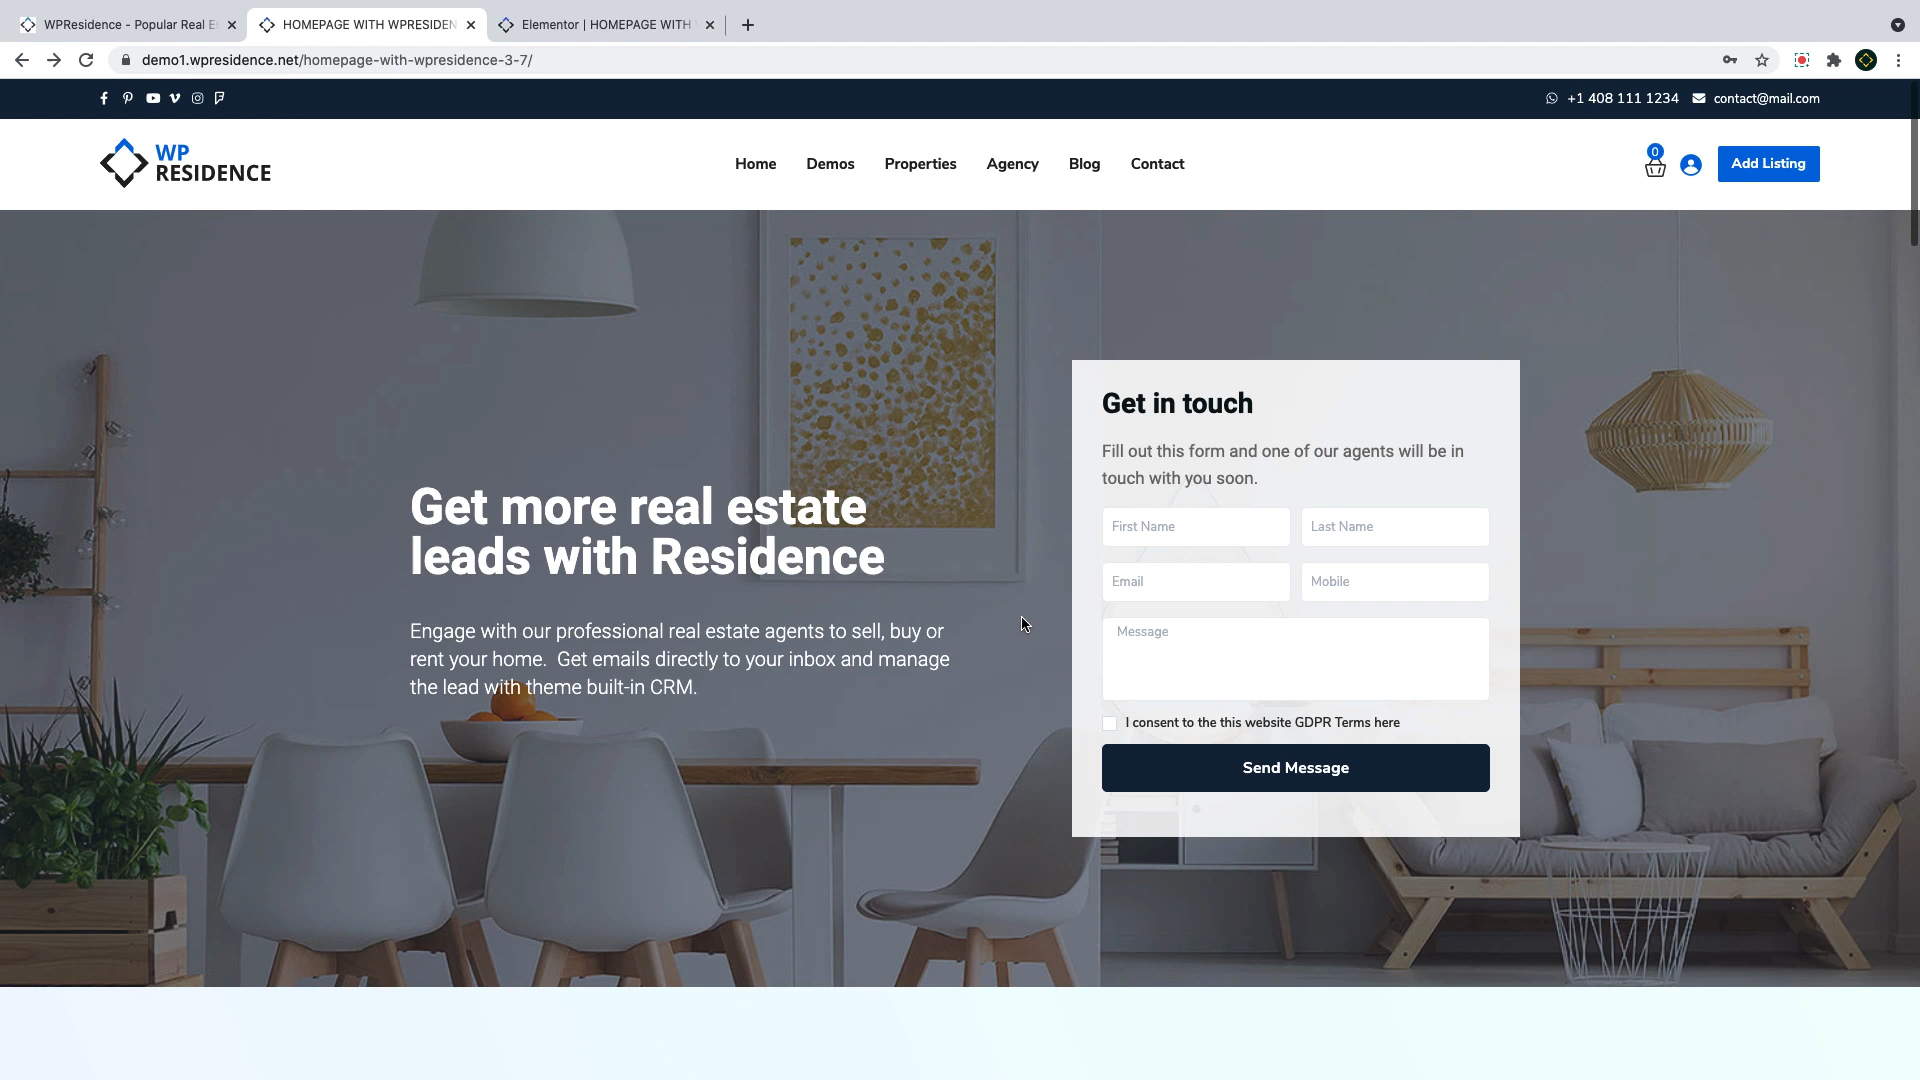 WPResidence - Popular Real E
HOMEPAGE WITH WPRESIDEN
Elementor | HOMEPAGE WITH
demo1.wpresidence.net/homepage-with-wpresidence-3-7/
+1 408 111 1234
contact@mail.com
WP
RESIDENCE
Home
Demos
Properties
Agency
Blog
Contact
0
Add Listing
Get more real estate
leads with Residence
Engage with our professional real estate agents to sell, buy or
rent your home.  Get emails directly to your inbox and manage
the lead with theme built-in CRM.
Get in touch
Fill out this form and one of our agents will be in
touch with you soon.
First Name
Last Name
Email
Mobile
Message
I consent to the this website GDPR Terms here
Send Message